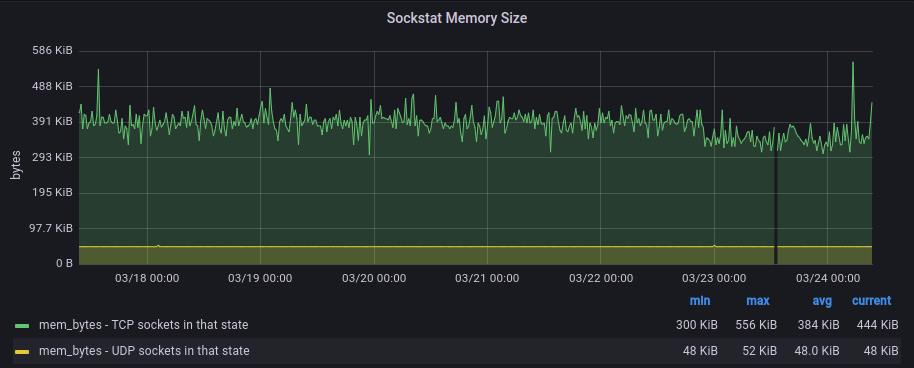 Sockstat Memory Size
586 KiB
488 KiB
391 KiB
293 KiB
195 KiB
97.7 KiB
0 B
bytes
03/18 00:00 03/19 00:00 03/20 00:00 03/21 00:00 03/22 00:00 03/23 00:00 03/24 00:00
min max avg current
mem_bytes - TCP sockets in that state 300 KiB 556 KiB 384 KiB 444 KiB
mem_bytes - UDP sockets in that state 48 KiB 52 KiB 48.0 KiB 48 KiB